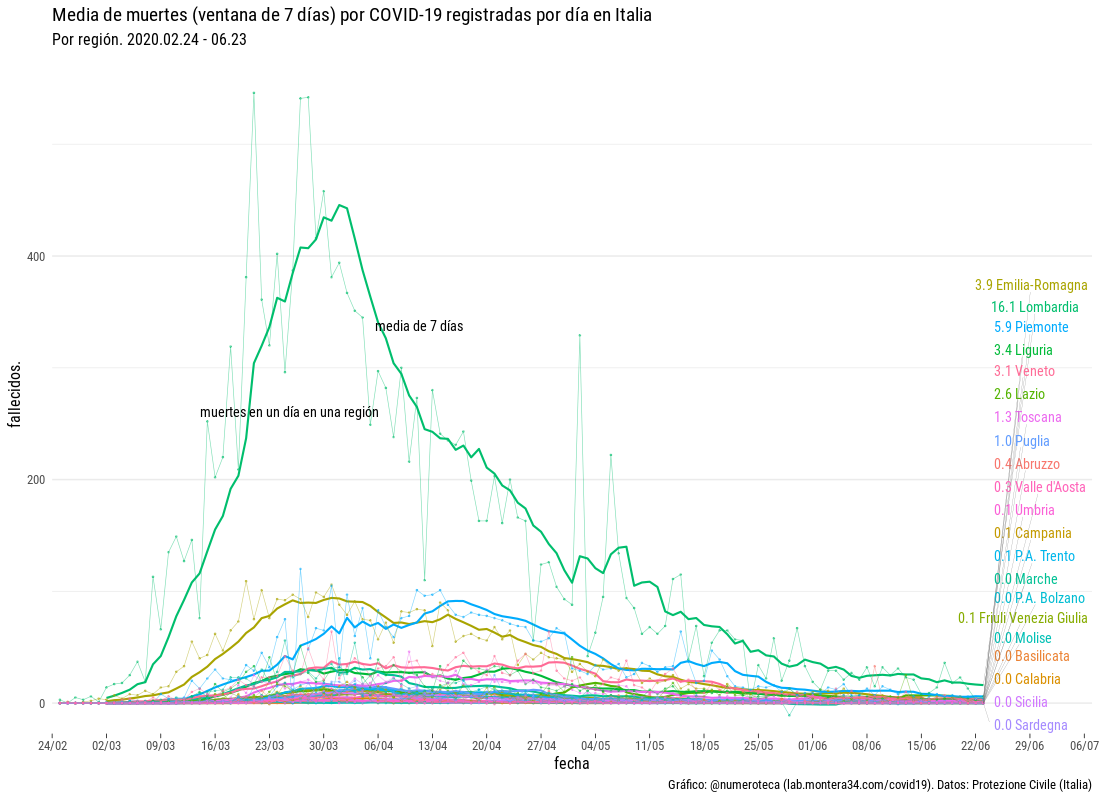 Media de muertes (ventana de 7 días) por COVID-19 registradas por día en Italia
Por región. 2020.02.24 - 06.23
fallecidos.
400
200
0
media de 7 días
muertes en un día en una región
3.9 Emilia-Romagna
16.1 Lombardia
5.9 Piemonte
3.4 Liguria
3.1 Veneto
2.6 Lazio
1.3 Toscana
1.0 Puglia
0.4 Abruzzo
0.3 Valle d'Aosta
0.1 Umbria
0.1 Campania
0.1 P.A. Trento
0.0 Marche
0.0 P.A. Bolzano
0.1 Friuli Venezia Giulia
0.0 Molise
0.0 Basilicata
0.0 Calabria
0.0 Sicilia
0.0 Sardegna
24/02 02/03 09/03 16/03 23/03 30/03 06/04 13/04 20/04 27/04 04/05 11/05 18/05 25/05 01/06 08/06 15/06 22/06 29/06 06/07
fecha
Gráfico: @numeroteca (lab.montera34.com/covid19). Datos: Protezione Civile (Italia)